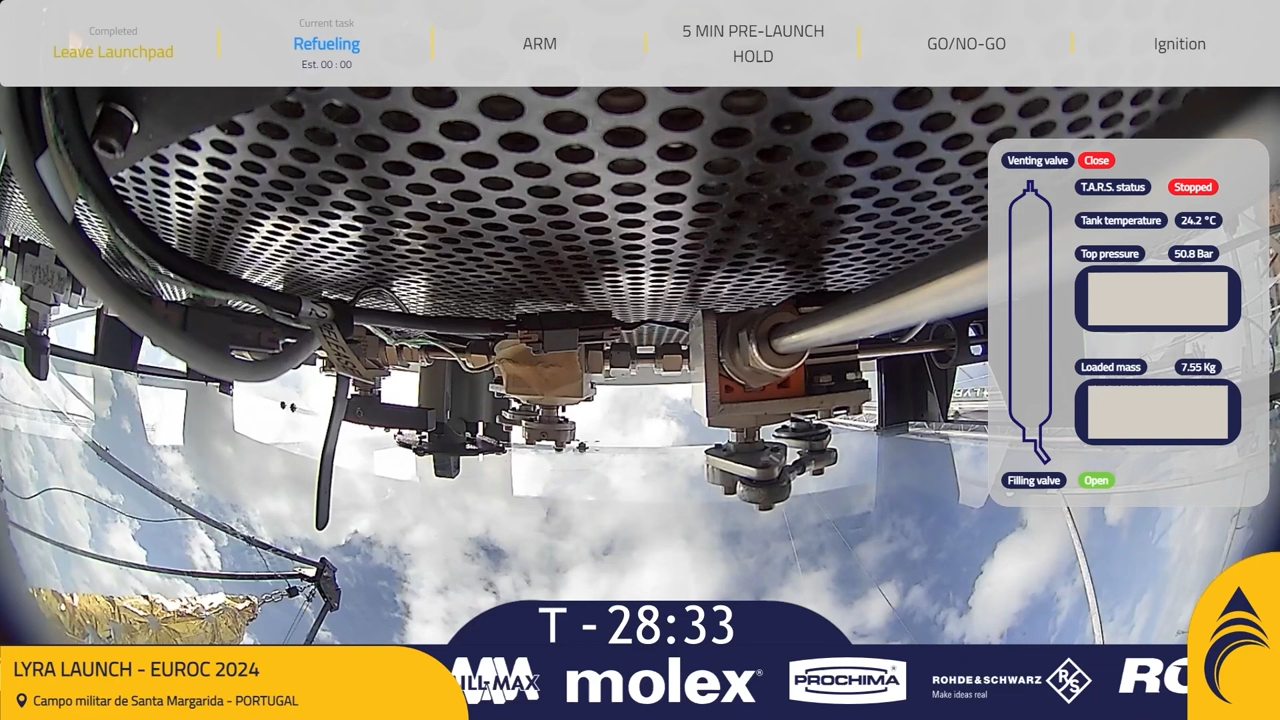 Completed
Leave Launchpad
Current task
Refueling
Est. 00 : 00
ARM
5 MIN PRE-LAUNCH
HOLD
GO/NO-GO
Ignition
Venting valve Close
T.A.R.S. status Stopped
Tank temperature 24.2 °C
Top pressure 50.8 Bar
Loaded mass 7.55 Kg
Filling valve Open
T - 28:33
LYRA LAUNCH - EUROC 2024
Campo militar de Santa Margarida - PORTUGAL
MILL-MAX
molex®
PROCHIMA
ROHDE & SCHWARZ
Make ideas real
R S
RO